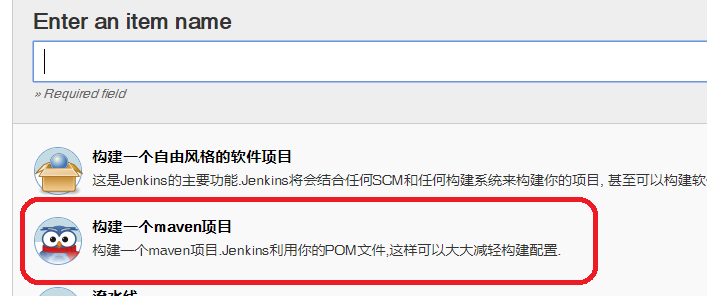 Enter an item name
» Required field
构建一个自由风格的软件项目
这是Jenkins的主要功能.Jenkins将会结合任何SCM和任何构建系统来构建你的项目, 甚至可以构建软
构建一个maven项目
构建一个maven项目.Jenkins利用你的POM文件,这样可以大大减轻构建配置.
流水线